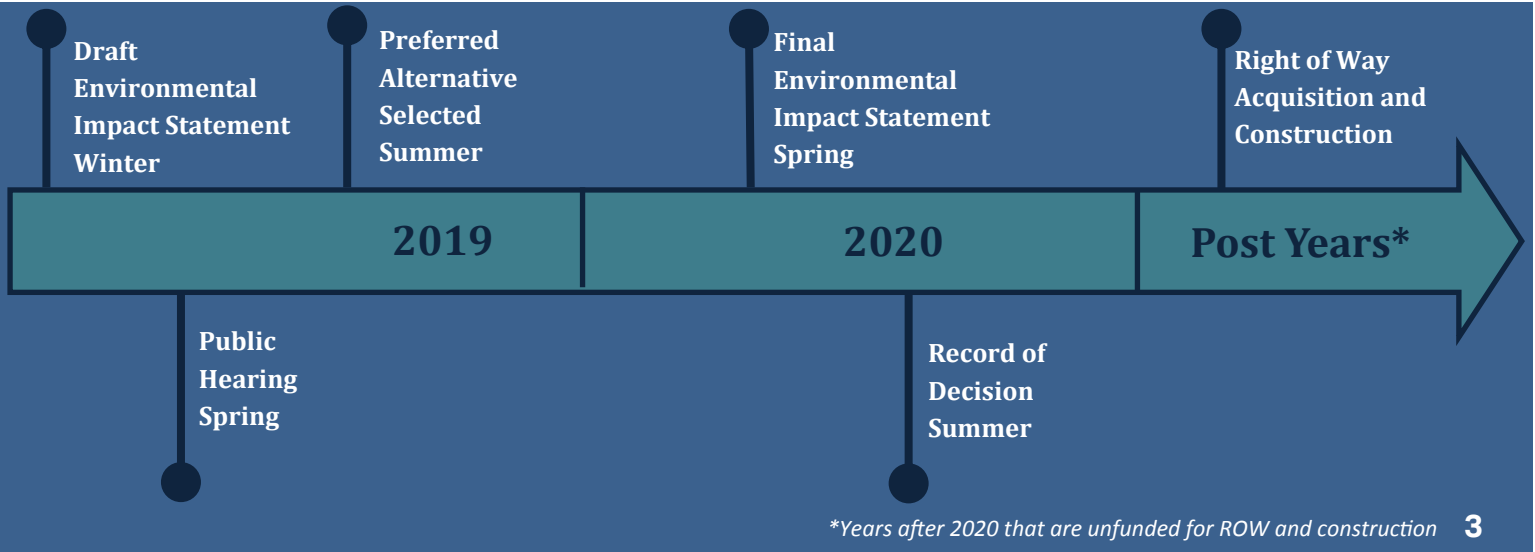 Draft
Environmental
Impact Statement
Winter
Preferred
Alternative
Selected
Summer
Final
Environmental
Impact Statement
Spring
Right of Way
Acquisition and
Construction
2019
2020
Post Years*
Public
Hearing
Spring
Record of
Decision
Summer
*Years after 2020 that are unfunded for ROW and construction 3